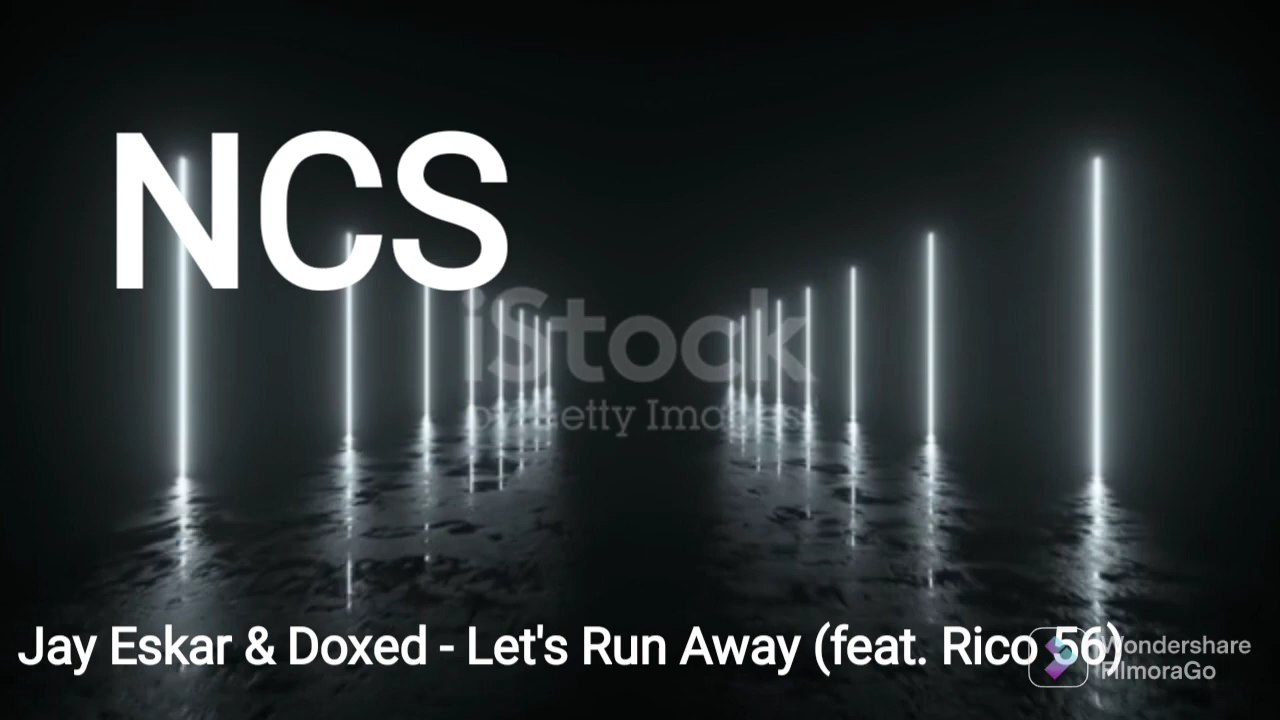 NCS
iStock
by Getty Images
Jay Eskar & Doxed - Let's Run Away (feat. Rico 56)
Wondershare
FilmoraGo